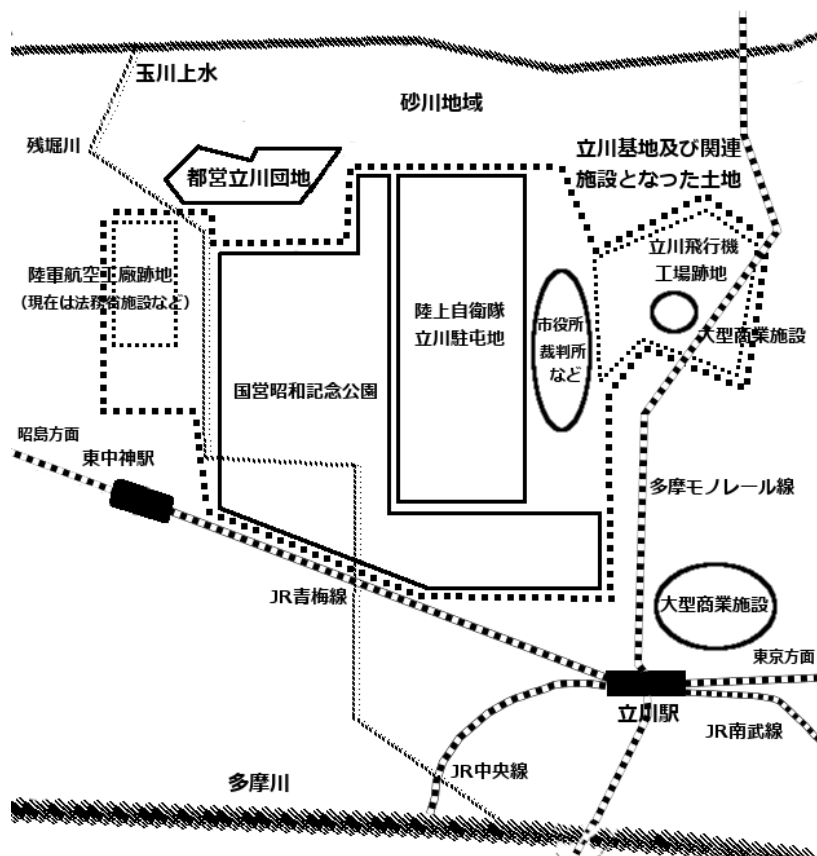 玉川上水
砂川地域
残堀川
立川基地及び関連
施設となった土地
都営立川団地
立川飛行機
工場跡地
陸軍航空工廠跡地
（現在は法務省施設など）
陸上自衛隊
立川駐屯地
市役所
裁判所
など
大型商業施設
国営昭和記念公園
昭島方面
東中神駅
多摩モノレール線
JR青梅線
大型商業施設
東京方面
立川駅
JR南武線
JR中央線
多摩川